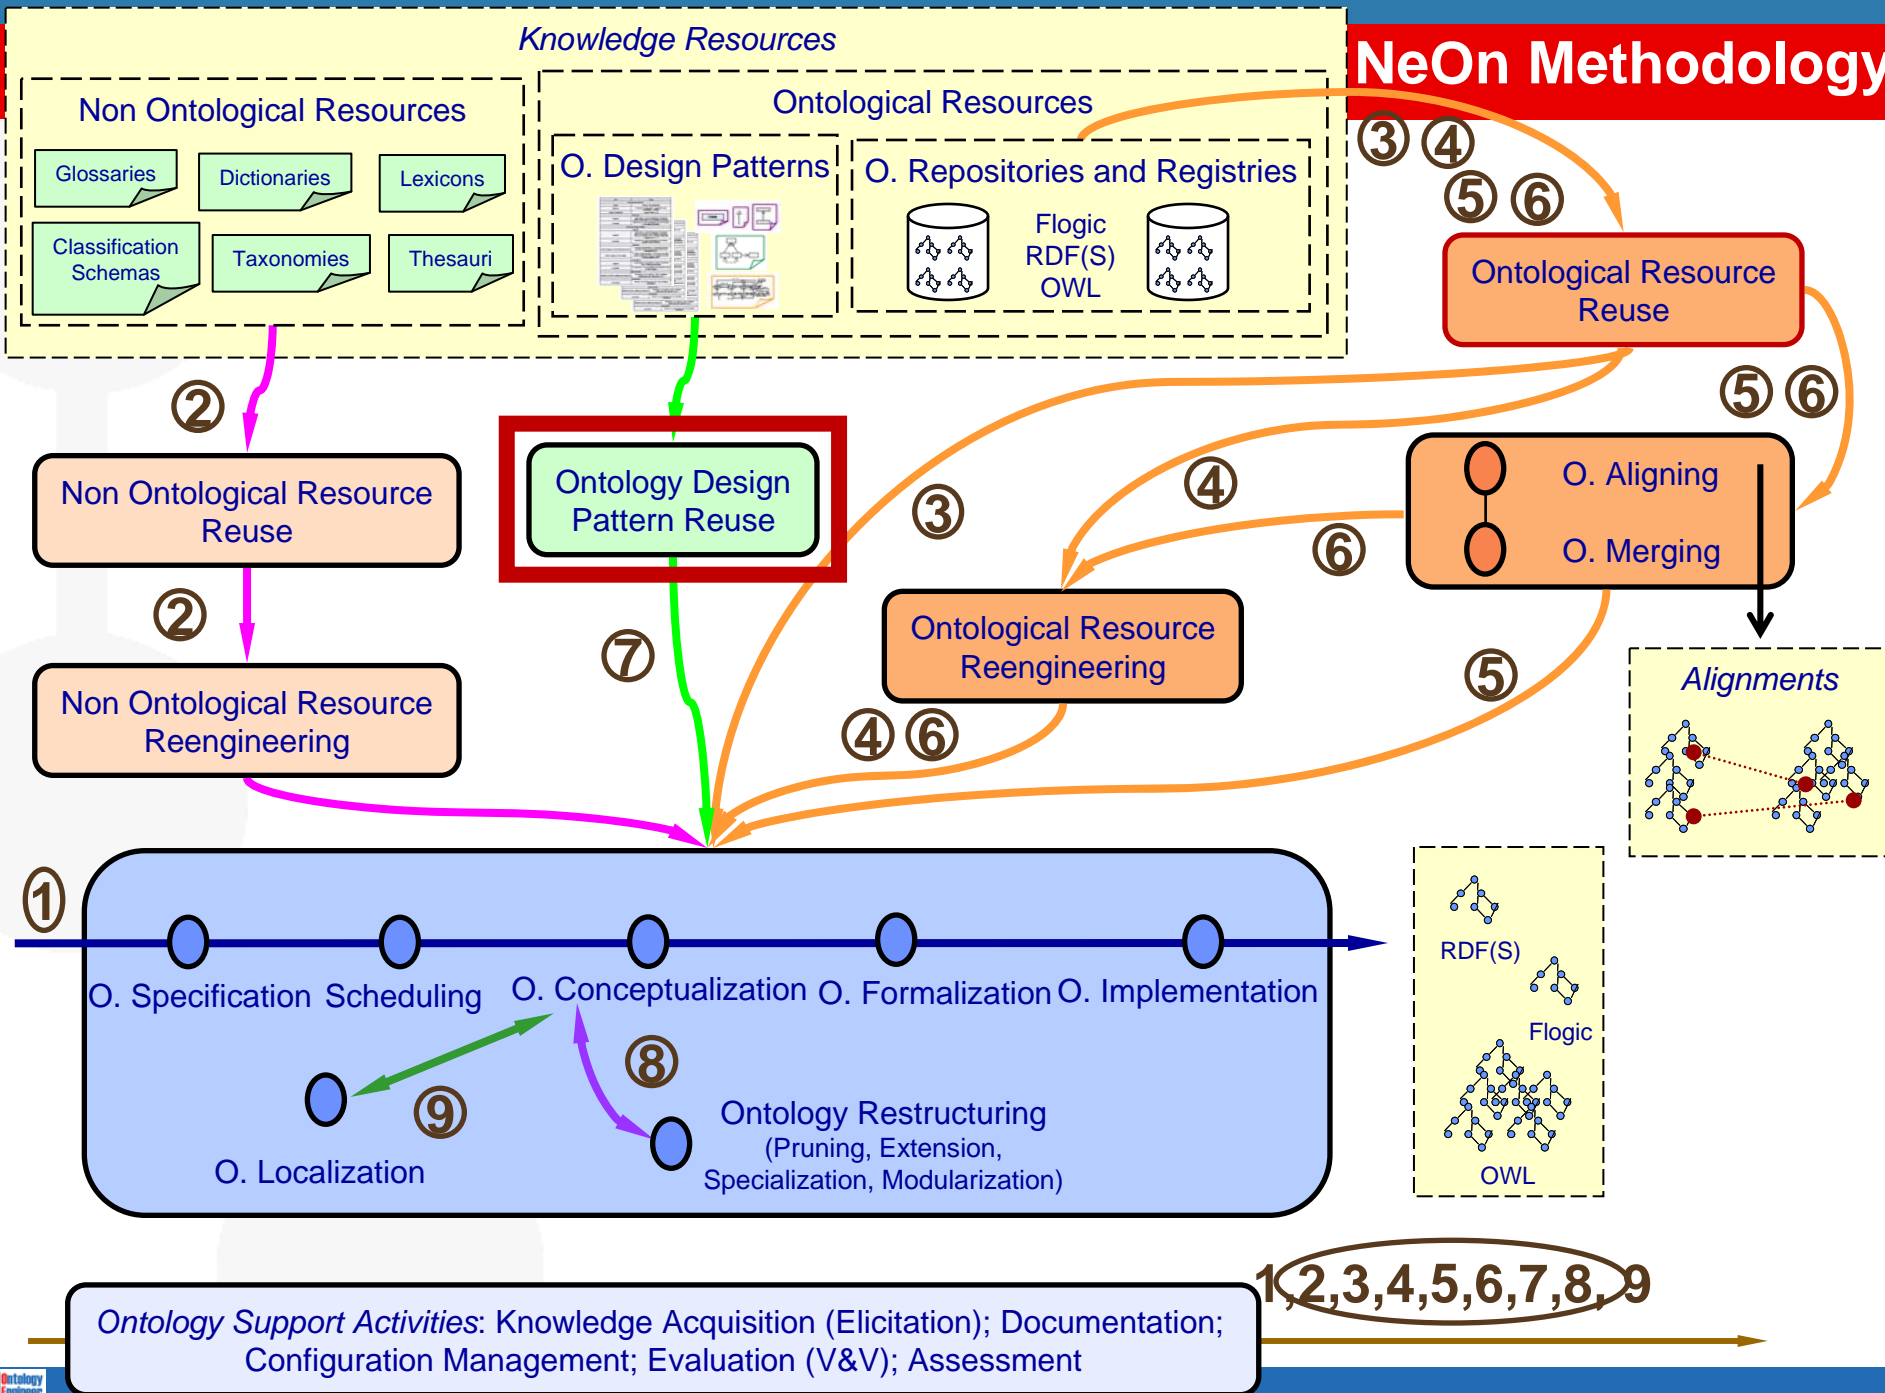 Knowledge Resources
NeOn Methodology
Non Ontological Resources
Glossaries
Dictionaries
Lexicons
Classification
Schemas
Taxonomies
Thesauri
Ontological Resources
O. Design Patterns
O. Repositories and Registries
Flogic
RDF(S)
OWL
3 4
5 6
Ontological Resource
Reuse
2
5 6
Non Ontological Resource
Reuse
Ontology Design
Pattern Reuse
3
4
6
O. Aligning
O. Merging
2
7
Ontological Resource
Reengineering
5
Non Ontological Resource
Reengineering
4 6
Alignments
1
O. Specification
Scheduling
O. Conceptualization
O. Formalization
O. Implementation
9
8
O. Localization
Ontology Restructuring
(Pruning, Extension,
Specialization, Modularization)
RDF(S)
Flogic
OWL
1,2,3,4,5,6,7,8, 9
Ontology Support Activities: Knowledge Acquisition (Elicitation); Documentation;
Configuration Management; Evaluation (V&V); Assessment
Ontology